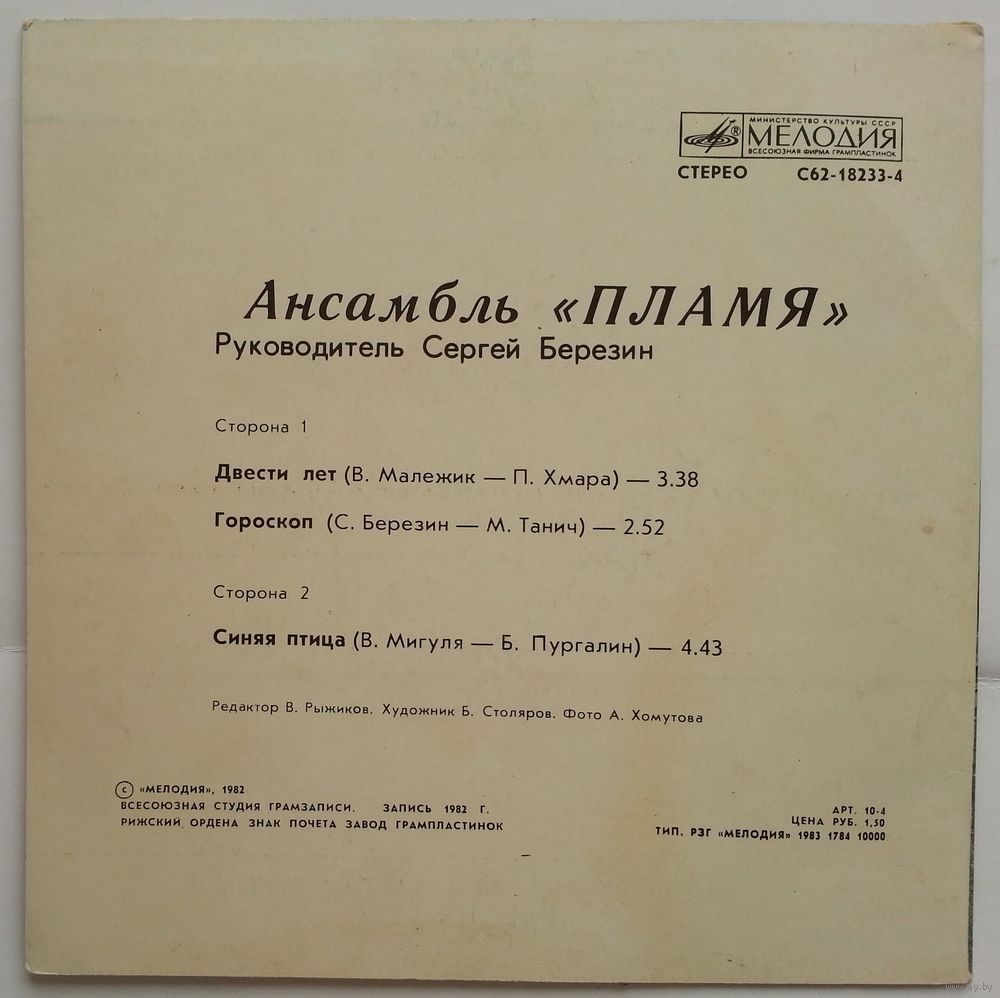 МИНИСТЕРСТВО КУЛЬТУРЫ СССР
® МЕЛОДИЯ
ВСЕСОЮЗНАЯ ФИРМА ГРАМПЛАСТИНОК
СТЕРЕО С62-18233-4
Ансамбль «ПЛАМЯ»
Руководитель Сергей Березин
Сторона 1
Двести лет (В. Малежик — П. Хмара) — 3.38
Гороскоп (С. Березин — М. Танич) — 2.52
Сторона 2
Синяя птица (В. Мигуля — Б. Пургалин) — 4.43
Редактор В. Рыжиков. Художник Б. Столяров. Фото А. Хомутова
© «МЕЛОДИЯ», 1982
ВСЕСОЮЗНАЯ СТУДИЯ ГРАМЗАПИСИ. ЗАПИСЬ 1982 Г.
РИЖСКИЙ ОРДЕНА ЗНАК ПОЧЕТА ЗАВОД ГРАМПЛАСТИНОК
АРТ. 10-4
ЦЕНА РУБ. 1,50
ТИП. РЗГ «МЕЛОДИЯ» 1983 1784 10000